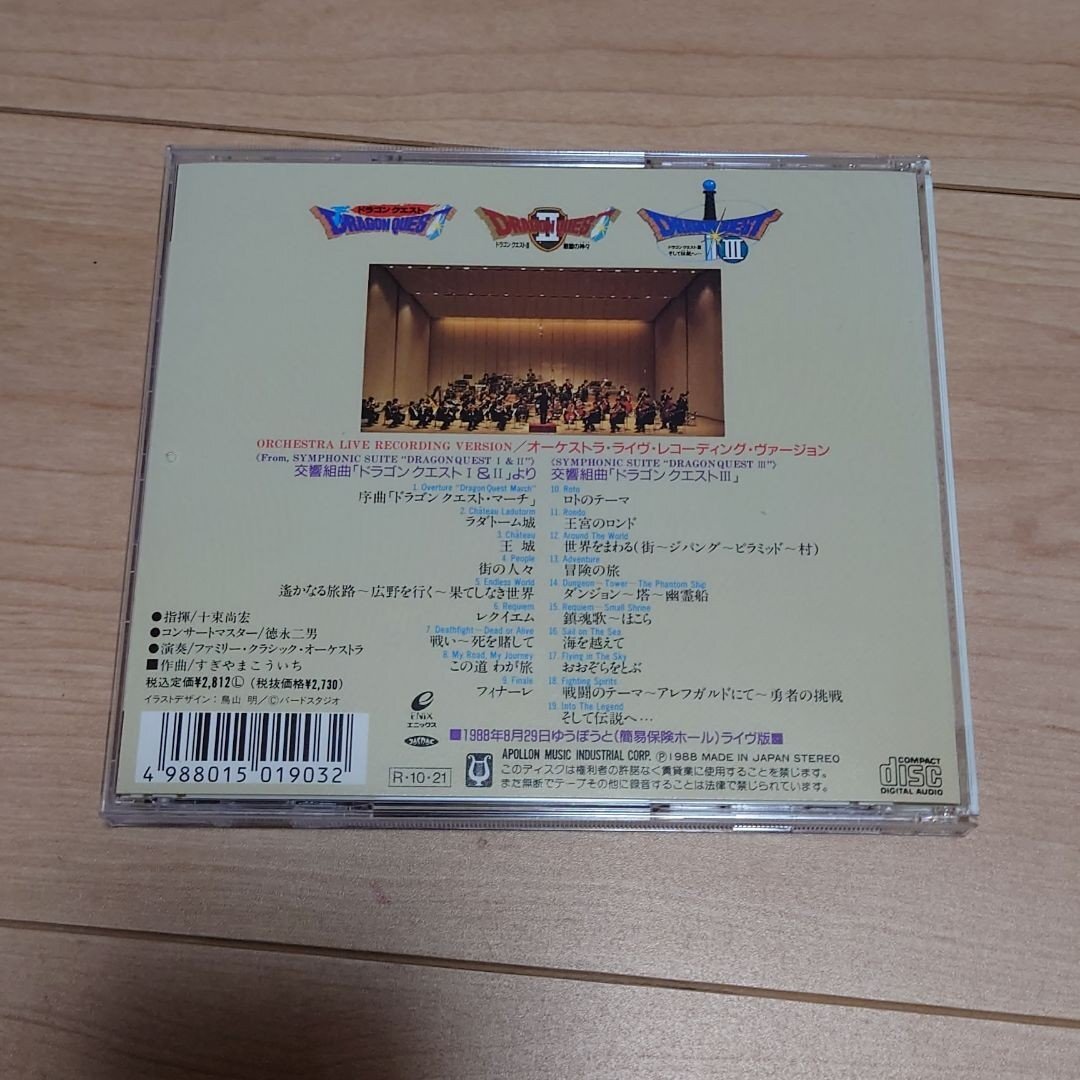 ドラゴンクエスト
DRAGON QUEST
DRAGON QUEST
II
ドラゴンクエストII 悪霊の神々
DRAGON QUEST
III
ドラゴンクエストIII
そして伝説へ…
ORCHESTRA LIVE RECORDING VERSION/オーケストラ・ライヴ・レコーディング・ヴァージョン
《From, SYMPHONIC SUITE "DRAGON QUEST I & II"》
交響組曲「ドラゴンクエストI&II」より
1. Overture "Dragon Quest March"
序曲「ドラゴン クエスト・マーチ」
2. Château Ladutorm
ラダトーム城
3. Château
王 城
4. People
街の人々
5. Endless World
遙かなる旅路〜広野を行く〜果てしなき世界
6. Requiem
レクイエム
7. Deathfight〜Dead or Alive
戦い〜死を賭して
8. My Road, My Journey
この道 わが旅
9. Finale
フィナーレ
《SYMPHONIC SUITE "DRAGON QUEST III"》
交響組曲「ドラゴンクエストIII」
10. Roto
ロトのテーマ
11. Rondo
王宮のロンド
12. Around The World
世界をまわる(街〜ジパング〜ピラミッド〜村)
13. Adventure
冒険の旅
14. Dungeon〜Tower〜The Phantom Ship
ダンジョン〜塔〜幽霊船
15. Requiem〜Small Shrine
鎮魂歌〜ほこら
16. Sail on The Sea
海を越えて
17. Flying in The Sky
おおぞらをとぶ
18. Fighting Spirits
戦闘のテーマ〜アレフガルドにて〜勇者の挑戦
19. Into The Legend
そして伝説へ…
●指揮/十束尚宏
●コンサートマスター/徳永二男
●演奏/ファミリー・クラシック・オーケストラ
■作曲/すぎやまこういち
税込定価¥2,812Ⓛ (税抜価格¥2,730)
イラストデザイン:鳥山 明/Ⓒバードスタジオ
4 988015 019032
ENIX
エニックス
JASRAC
R・10・21
■1988年8月29日ゆうぽうと(簡易保険ホール)ライヴ版■
APOLLON MUSIC INDUSTRIAL CORP. Ⓟ1988 MADE IN JAPAN STEREO
このディスクは権利者の許諾なく賃貸業に使用することを禁じます。
また無断でテープその他に録音することは法律で禁じられています。
COMPACT
disc
DIGITAL AUDIO